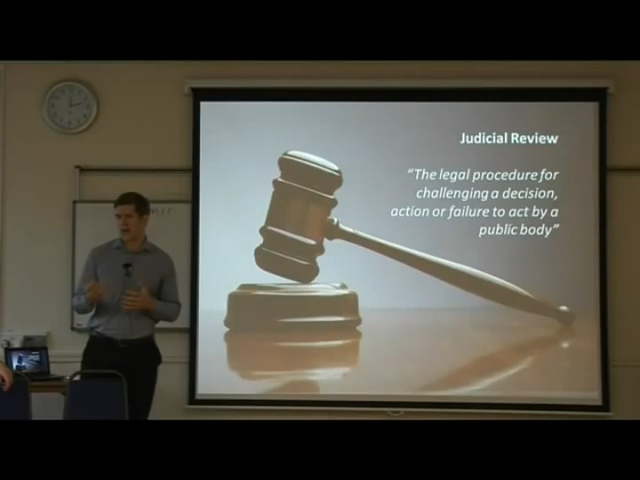 Judicial Review
“The legal procedure for
challenging a decision,
action or failure to act by a
public body”